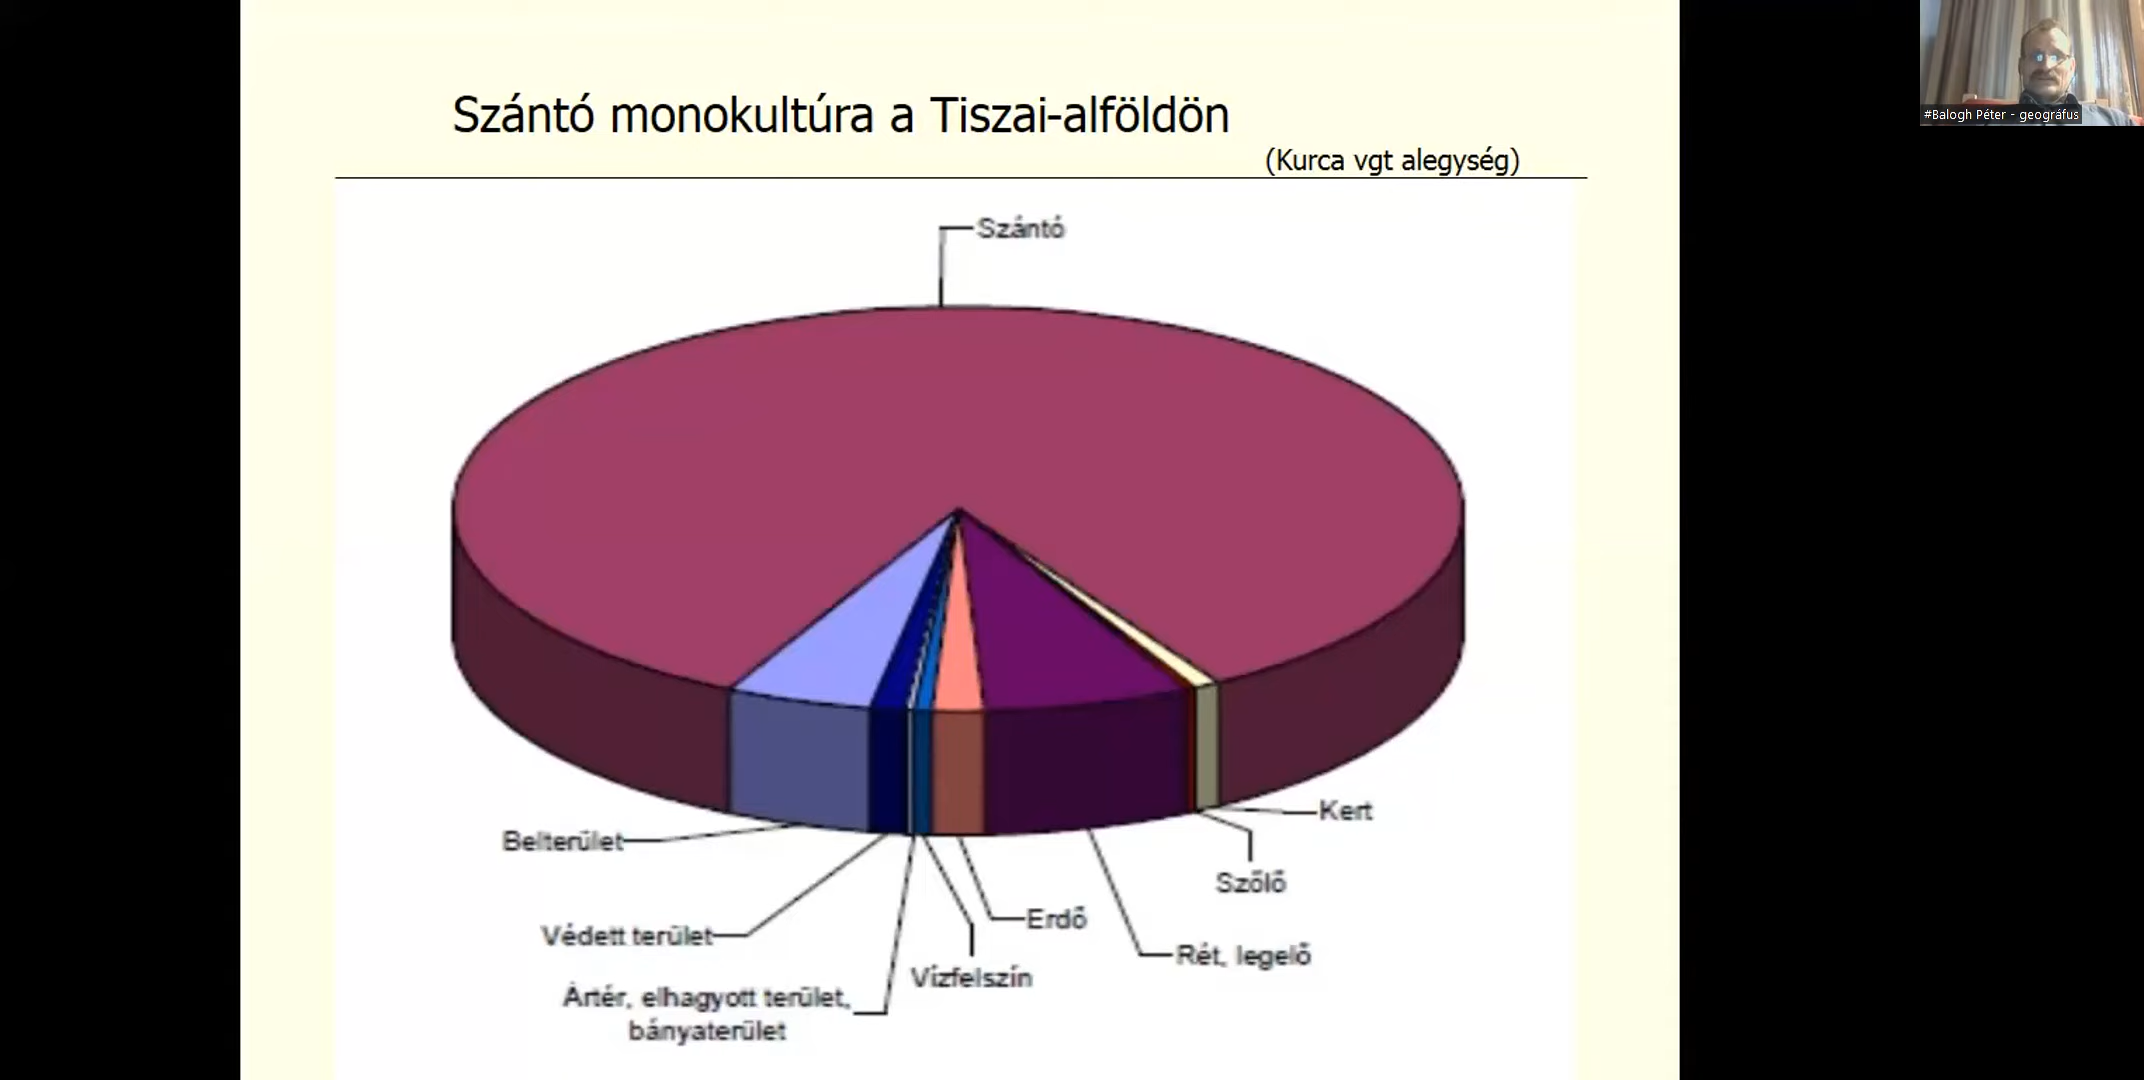 Szántó monokultúra a Tiszai-alföldön
(Kurca vgt alegység)
#Balogh Péter - geográfus
Szántó
Kert
Belterület
Szőlő
Erdő
Védett terület
Rét, legelő
Vízfelszín
Ártér, elhagyott terület,
bányaterület